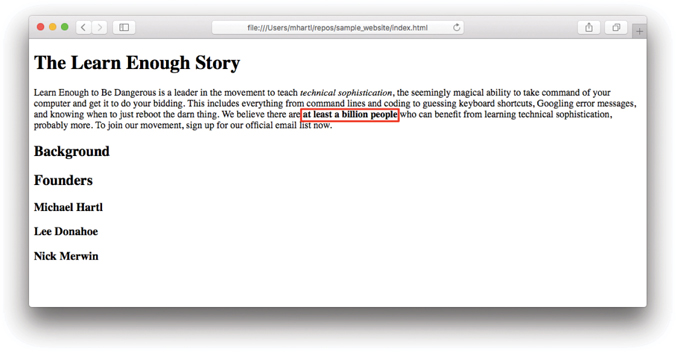 file:///Users/mhartl/repos/sample_website/index.html
The Learn Enough Story
Learn Enough to Be Dangerous is a leader in the movement to teach technical sophistication, the seemingly magical ability to take command of your
computer and get it to do your bidding. This includes everything from command lines and coding to guessing keyboard shortcuts, Googling error messages,
and knowing when to just reboot the darn thing. We believe there are at least a billion people who can benefit from learning technical sophistication,
probably more. To join our movement, sign up for our official email list now.
Background
Founders
Michael Hartl
Lee Donahoe
Nick Merwin